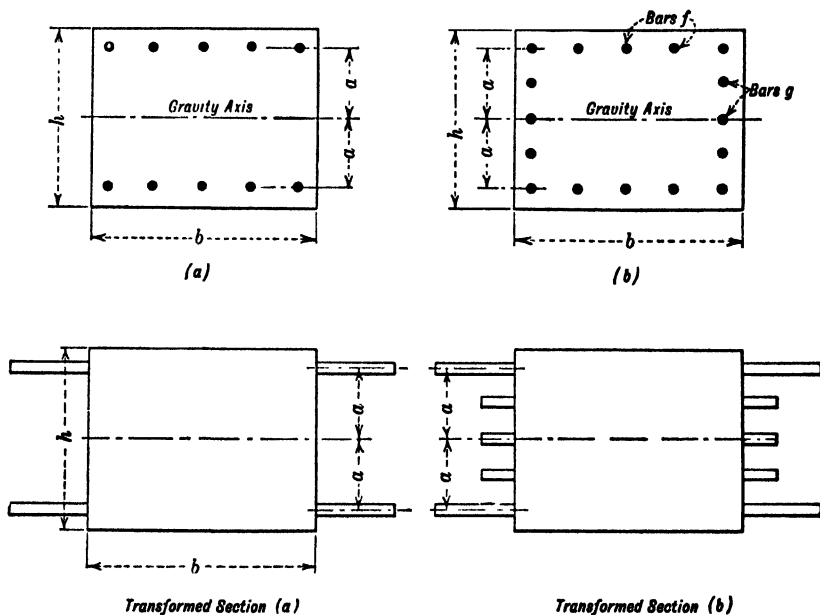 Bars f
a
h
Gravity Axis
a
b
(a)
a
h
Gravity Axis
Bars g
a
b
(b)
h
a
a
b
a
a
Transformed Section (a)
Transformed Section (b)